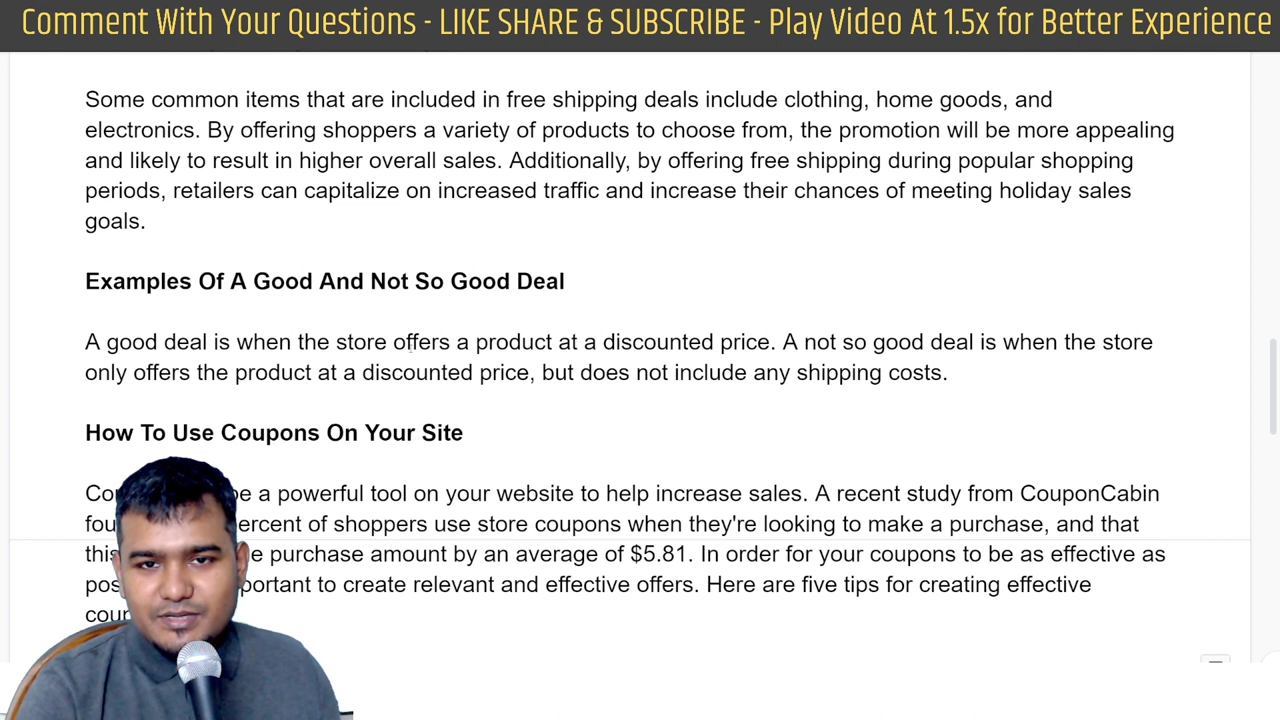 Comment With Your Questions - LIKE SHARE & SUBSCRIBE - Play Video At 1.5x for Better Experience
Some common items that are included in free shipping deals include clothing, home goods, and
electronics. By offering shoppers a variety of products to choose from, the promotion will be more appealing
and likely to result in higher overall sales. Additionally, by offering free shipping during popular shopping
periods, retailers can capitalize on increased traffic and increase their chances of meeting holiday sales
goals.
Examples Of A Good And Not So Good Deal
A good deal is when the store offers a product at a discounted price. A not so good deal is when the store
only offers the product at a discounted price, but does not include any shipping costs.
How To Use Coupons On Your Site
be a powerful tool on your website to help increase sales. A recent study from CouponCabin
percent of shoppers use store coupons when they're looking to make a purchase, and that
purchase amount by an average of $5.81. In order for your coupons to be as effective as
to create relevant and effective offers. Here are five tips for creating effective